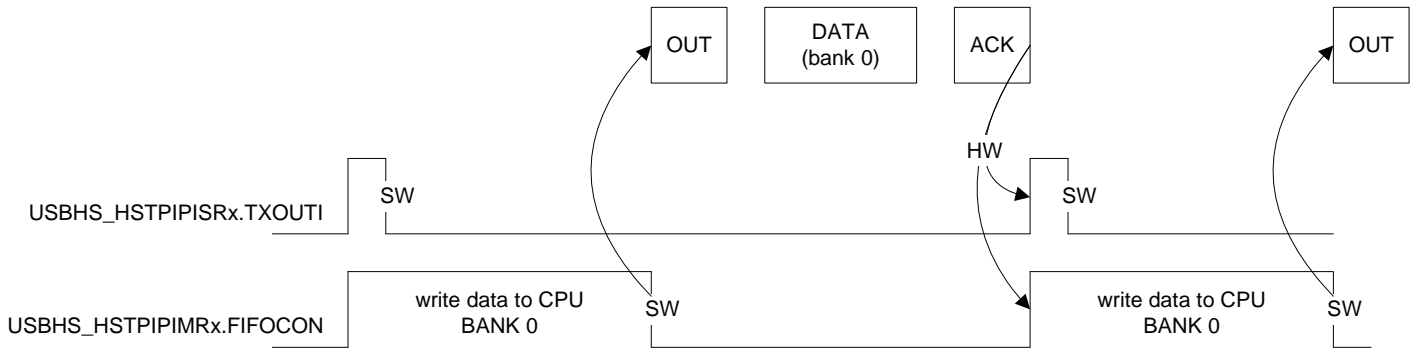 OUT
DATA
(bank 0)
ACK
OUT
HW
SW
SW
USBHS_HSTPIPISRx.TXOUTI
write data to CPU
BANK 0
SW
write data to CPU
BANK 0
SW
USBHS_HSTPIPIMRx.FIFOCON